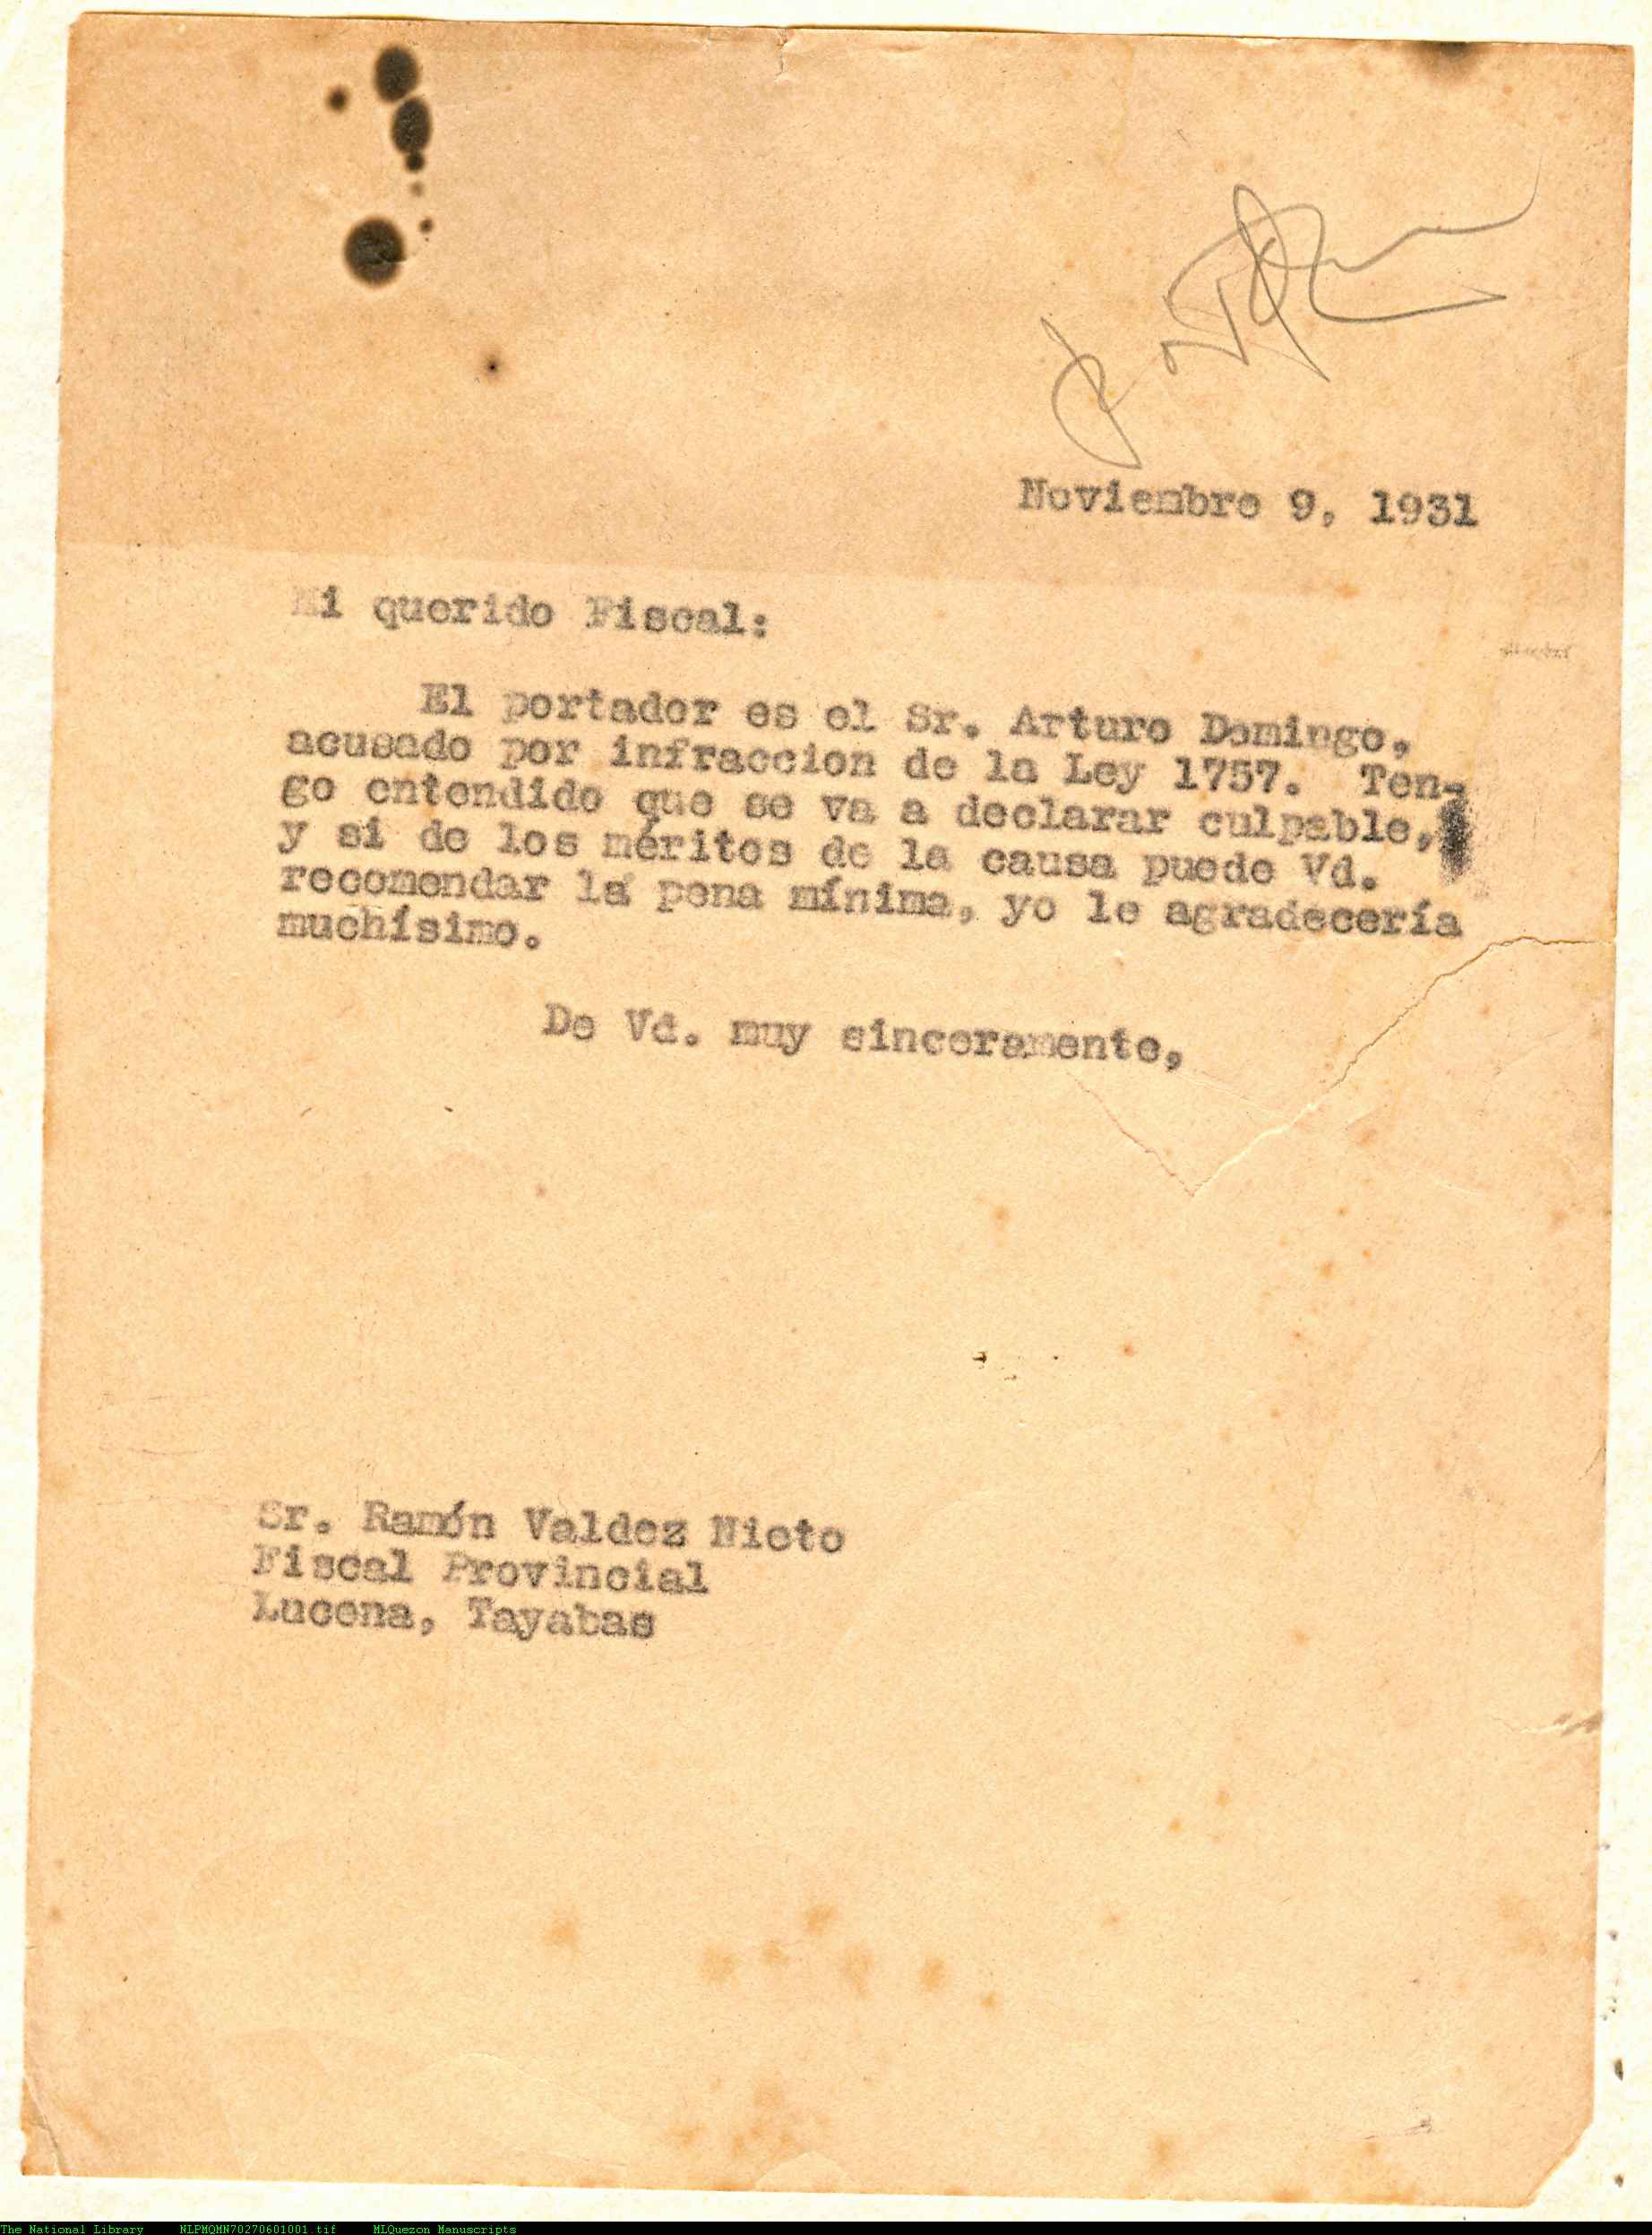 Noviembre 9, 1931
Mi querido Fiscal:
El portador es el Sr. Arturo Domingo,
acusado por infraccion de la Ley 1757. Ten-
go entendido que se va a declarar culpable,
y si de los méritos de la causa puede Vd.
recomendar la pena mínima, yo le agradecería
muchísimo.
De Vd. muy sinceramente,
Sr. Ramón Valdez Nieto
Fiscal Provincial
Lucena, Tayabas
The National Library NLPMQMN70270601001.tif MLQuezon Manuscripts